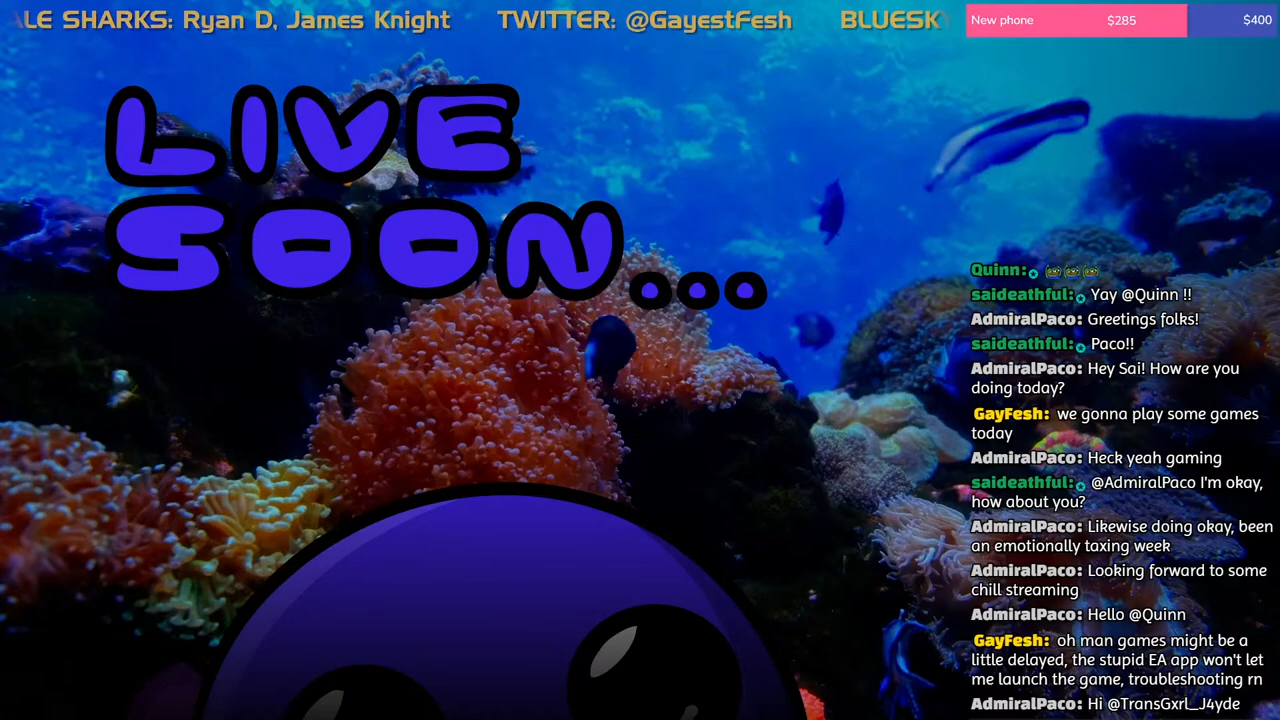 LE SHARKS: Ryan D, James Knight TWITTER: @GayestFesh BLUESK
New phone $285 $400
LIVE
SOON...
Quinn:
saideathful: Yay @Quinn !!
AdmiralPaco: Greetings folks!
saideathful: Paco!!
AdmiralPaco: Hey Sai! How are you
doing today?
GayFesh: we gonna play some games
today
AdmiralPaco: Heck yeah gaming
saideathful: @AdmiralPaco I'm okay,
how about you?
AdmiralPaco: Likewise doing okay, been
an emotionally taxing week
AdmiralPaco: Looking forward to some
chill streaming
AdmiralPaco: Hello @Quinn
GayFesh: oh man games might be a
little delayed, the stupid EA app won't let
me launch the game, troubleshooting rn
AdmiralPaco: Hi @TransGxrl_J4yde